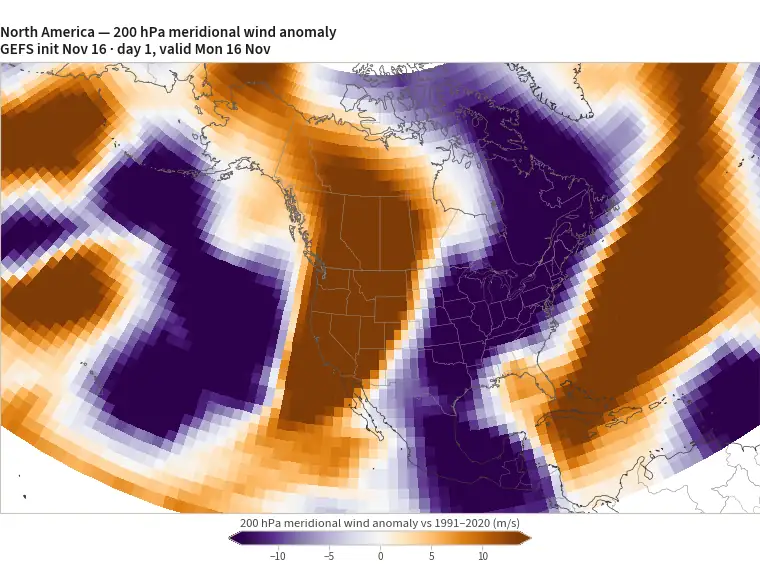 North America — 200 hPa meridional wind anomaly
GEFS init Nov 16 · day 1, valid Mon 16 Nov
200 hPa meridional wind anomaly vs 1991–2020 (m/s)
−10 −5 0 5 10